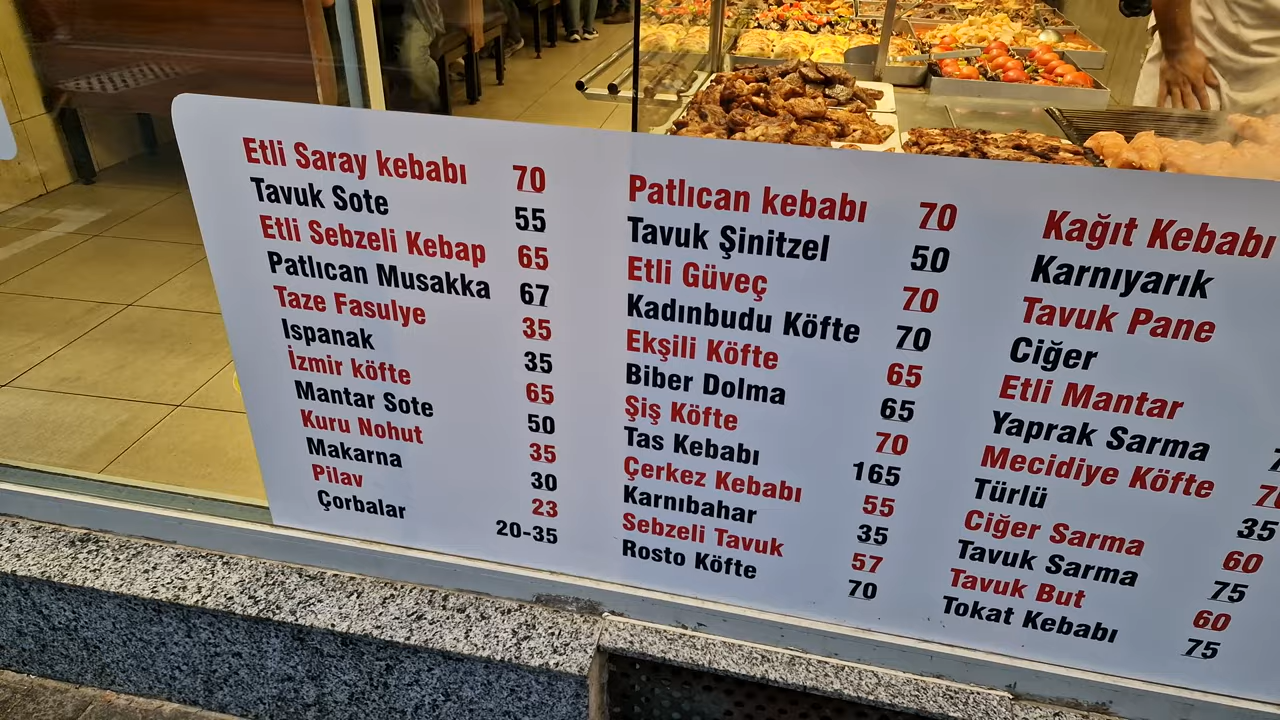 Etli Saray kebabı 70
Tavuk Sote 55
Etli Sebzeli Kebap 65
Patlıcan Musakka 67
Taze Fasulye 35
Ispanak 35
İzmir köfte 65
Mantar Sote 50
Kuru Nohut 35
Makarna 30
Pilav 23
Çorbalar 20-35
Patlıcan kebabı 70
Tavuk Şinitzel 50
Etli Güveç 70
Kadınbudu Köfte 70
Ekşili Köfte 65
Biber Dolma 65
Şiş Köfte 70
Tas Kebabı 165
Çerkez Kebabı 55
Karnıbahar 35
Sebzeli Tavuk 57
Rosto Köfte 70
Kağıt Kebabı
Karnıyarık
Tavuk Pane
Ciğer
Etli Mantar
Yaprak Sarma
Mecidiye Köfte 70
Türlü 35
Ciğer Sarma 60
Tavuk Sarma 75
Tavuk But 60
Tokat Kebabı 75